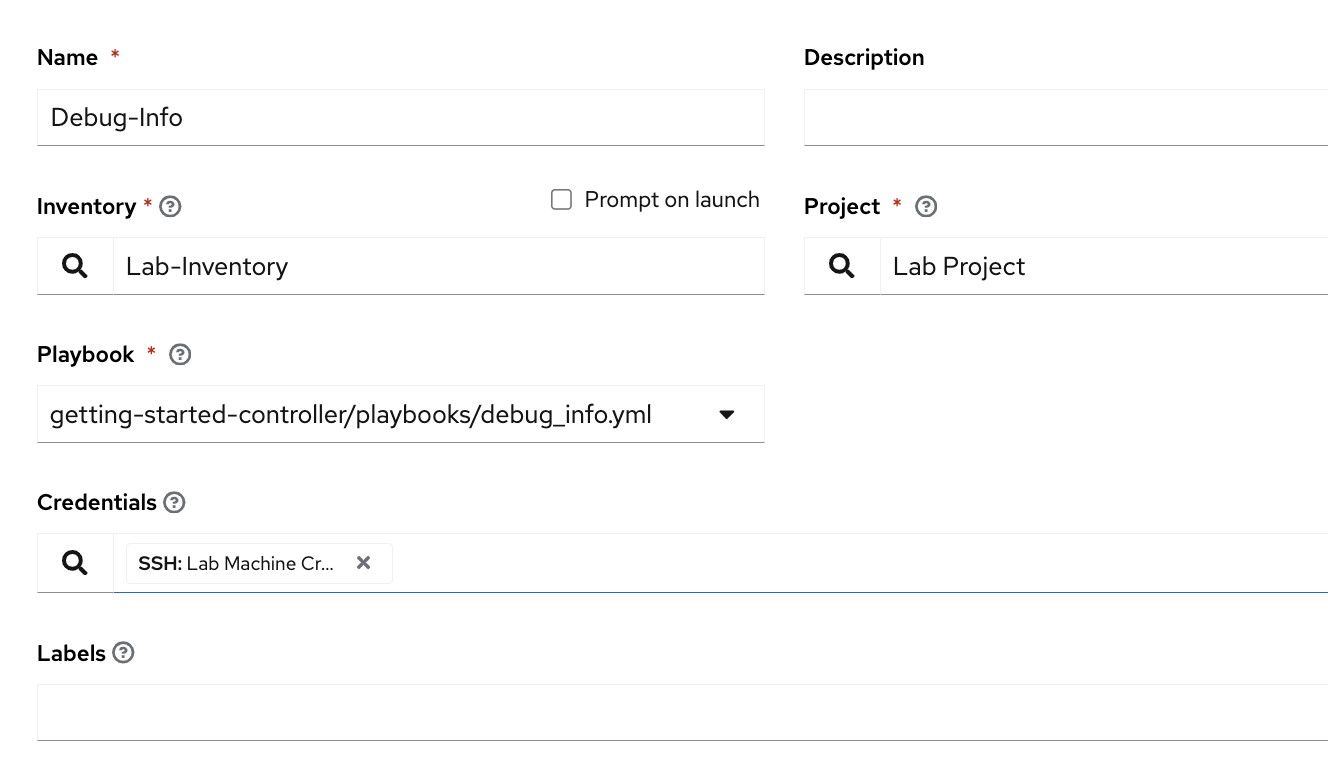 Name *
Description
Debug-Info
Inventory *
Prompt on launch
Project *
Lab-Inventory
Lab Project
Playbook *
getting-started-controller/playbooks/debug_info.yml
Credentials
SSH: Lab Machine Cr...
Labels